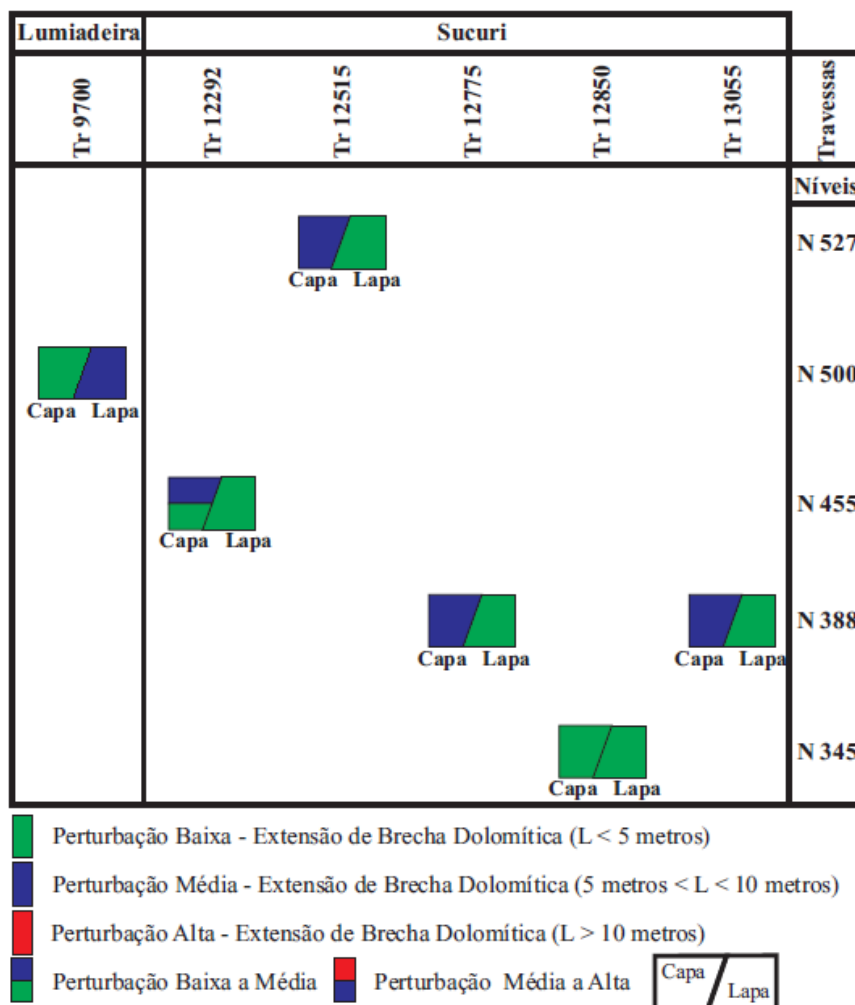 Lumiadeira Sucuri
Tr 9700 Tr 12292 Tr 12515 Tr 12775 Tr 12850 Tr 13055 Travessas
Níveis
N 527
Capa Lapa
N 500
Capa Lapa
N 455
Capa Lapa
N 388
Capa Lapa Capa Lapa
N 345
Capa Lapa
Perturbação Baixa - Extensão de Brecha Dolomítica (L < 5 metros)
Perturbação Média - Extensão de Brecha Dolomítica (5 metros < L < 10 metros)
Perturbação Alta - Extensão de Brecha Dolomítica (L > 10 metros)
Perturbação Baixa a Média Perturbação Média a Alta Capa Lapa